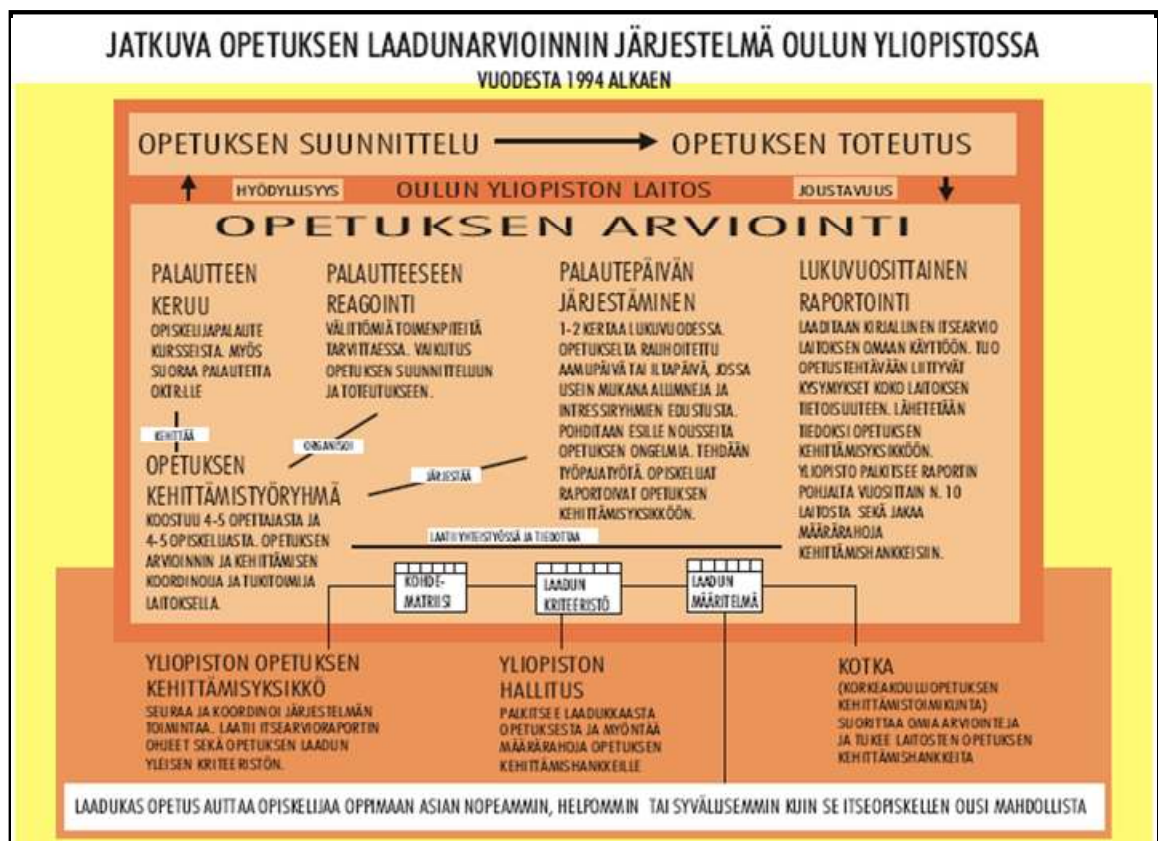 JATKUVA OPETUKSEN LAADUNARVIOINNIN JÄRJESTELMÄ OULUN YLIOPISTOSSA
VUODESTA 1994 ALKAEN
OPETUKSEN SUUNNITTELU
OPETUKSEN TOTEUTUS
HYÖDYLLISYYS
OULUN YLIOPISTON LAITOS
JOUSTAVUUS
OPETUKSEN ARVIOINTI
PALAUTTEEN
KERUU
OPISKELIJAPALAUTE
KURSSEISTA. MYÖS
SUORAA PALAUTETTA
OKTR:LLE
PALAUTTEESEEN
REAGOINTI
VÄLITTÖMIÄ TOIMENPITEITÄ
TARVITTAESSA. VAIKUTUS
OPETUKSEN SUUNNITTELUUN
JA TOTEUTUKSEEN.
PALAUTEPÄIVÄN
JÄRJESTÄMINEN
1-2 KERTAA LUKUVUODESSA.
OPETUKSELTA RAUHOITETTU
AAMUPÄIVÄ TAI ILTAPÄIVÄ, JOSSA
USEIN MUKANA ALUMNEJA JA
INTRESSIRYHMIEN EDUSTUSTA.
POHDITAAN ESILLE NOUSSEITA
OPETUKSEN ONGELMIA. TEHDÄÄN
TYÖPAJATYÖTÄ. OPISKELIJAT
RAPORTOIVAT OPETUKSEN
KEHITTÄMISYKSIKKÖÖN.
LUKUVUOSITTAINEN
RAPORTOINTI
LAADITAAN KIRJALLINEN ITSEARVIO
LAITOKSEN OMAAN KÄYTTÖÖN. TUO
OPETUSTEHTÄVÄÄN LIITTYVÄT
KYSYMYKSET KOKO LAITOKSEN
TIETOISUUTEEN. LÄHETETÄÄN
TIEDOKSI OPETUKSEN
KEHITTÄMISYKSIKKÖÖN.
YLIOPISTO PALKITSEE RAPORTIN
POHJALTA VUOSITTAIN N. 10
LAITOSTA SEKÄ JAKAA
MÄÄRÄRAHOJA
KEHITTÄMISHANKKEISIIN.
KEHITTÄÄ
ORGANISOI
JÄRJESTÄÄ
OPETUKSEN
KEHITTÄMISTYÖRYHMÄ
KOOSTUU 4-5 OPETTAJASTA JA
4-5 OPISKELIJASTA. OPETUKSEN
ARVIOINNIN JA KEHITTÄMISEN
KOORDINOIJA JA TUKITOIMIJA
LAITOKSELLA.
LAATII YHTEISTYÖSSÄ JA TIEDOTTAA
KOHDE-
MATRIISI
LAADUN
KRITEERISTÖ
LAADUN
MÄÄRITELMÄ
YLIOPISTON OPETUKSEN
KEHITTÄMISYKSIKKÖ
SEURAA JA KOORDINOI JÄRJESTELMÄN
TOIMINTAA. LAATII ITSEARVIORAPORTIN
OHJEET SEKÄ OPETUKSEN LAADUN
YLEISEN KRITEERISTÖN.
YLIOPISTON
HALLITUS
PALKITSEE LAADUKKAASTA
OPETUKSESTA JA MYÖNTÄÄ
MÄÄRÄRAHOJA OPETUKSEN
KEHITTÄMISHANKKEILLE
KOTKA
(KORKEAKOULUOPETUKSEN
KEHITTÄMISTOIMIKUNTA)
SUORITTAA OMIA ARVIOINTEJA
JA TUKEE LAITOSTEN OPETUKSEN
KEHITTÄMISHANKKEITA
LAADUKAS OPETUS AUTTAA OPISKELIJAA OPPIMAAN ASIAN NOPEAMMIN, HELPOMMIN TAI SYVÄLLISEMMIN KUIN SE ITSEOPISKELLEN OLISI MAHDOLLISTA